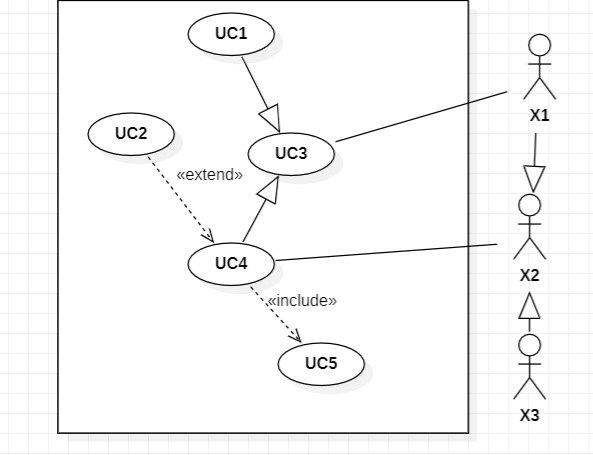 UC1
X1
UC2
UC3
«extend»
UC4
X2
«include»
UC5
X3